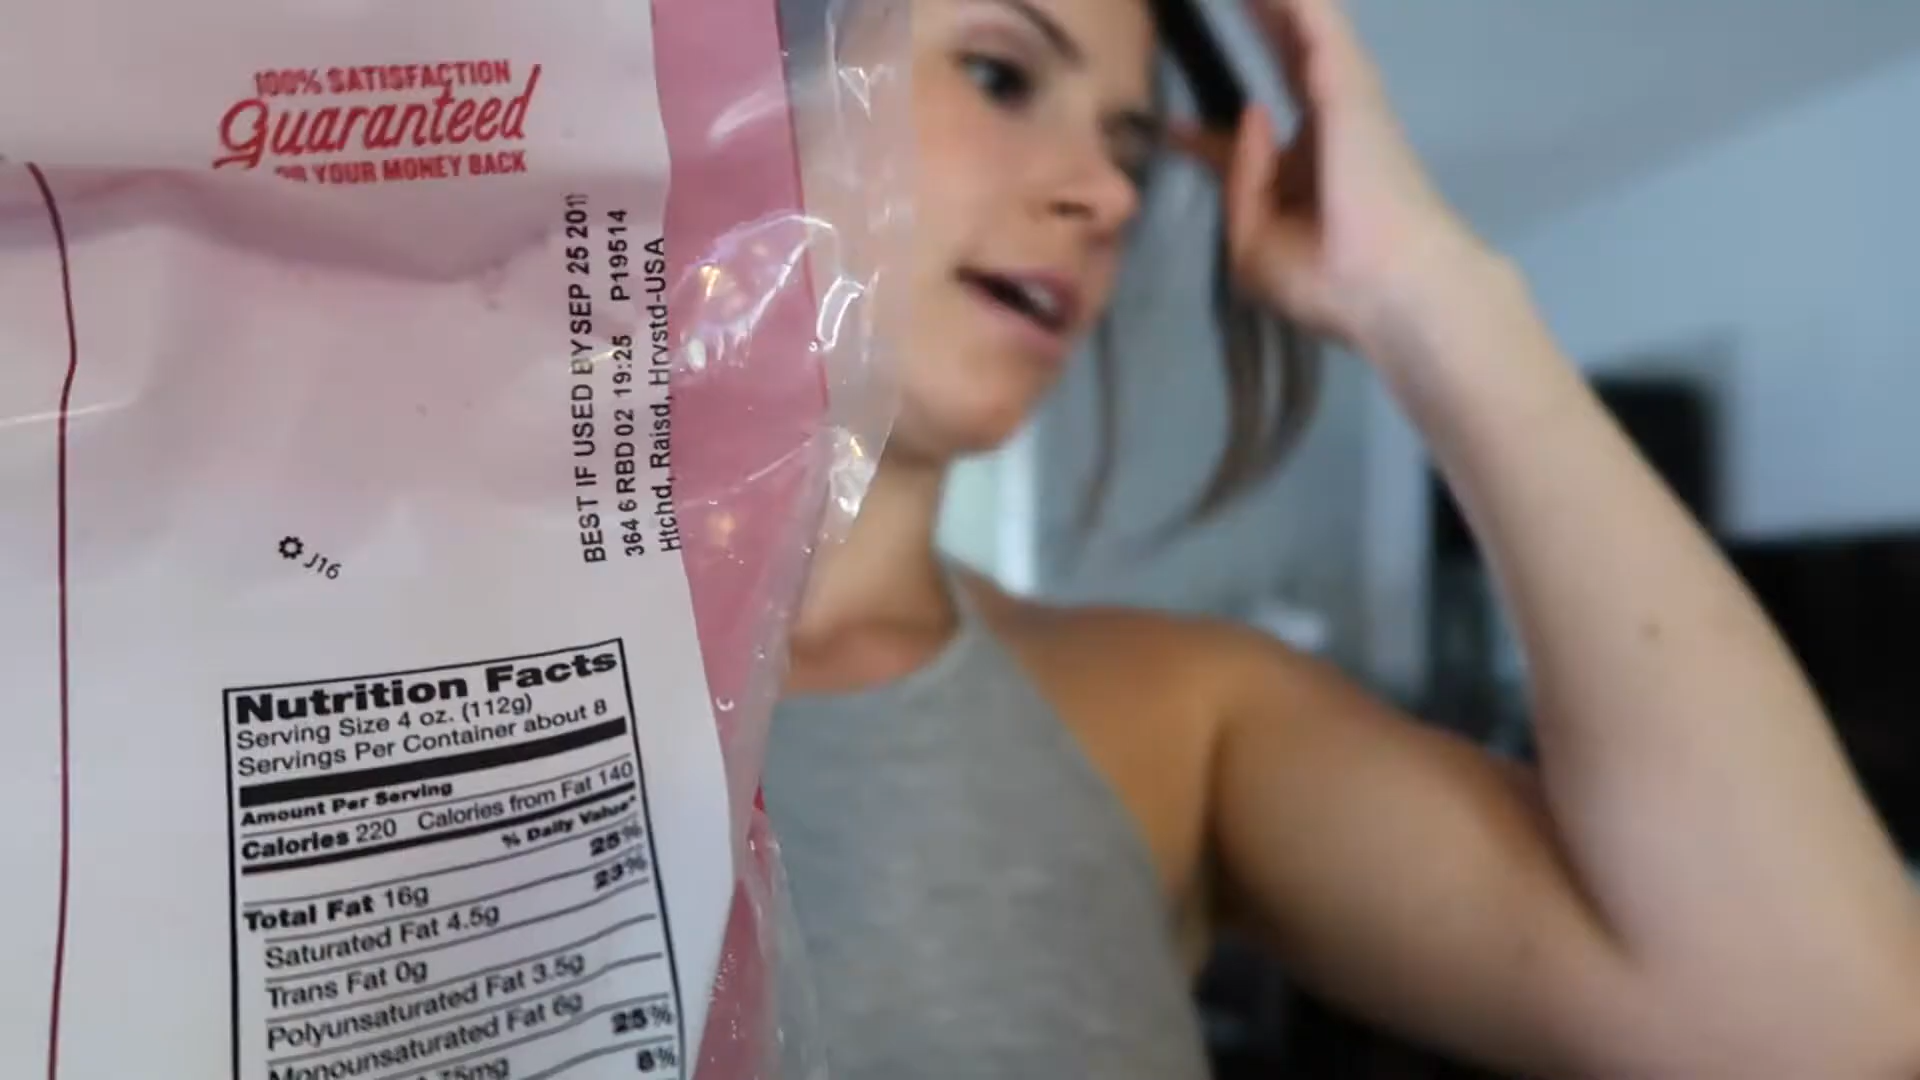 100% SATISFACTION
Guaranteed
OR YOUR MONEY BACK
BEST IF USED BY SEP 25 201
364 6 RBD 02 19:25 P19514
Htchd, Raisd, Hrvstd-USA
J16
Nutrition Facts
Serving Size 4 oz. (112g)
Servings Per Container about 8
Amount Per Serving
Calories 220 Calories from Fat 140
% Daily Value*
Total Fat 16g 25%
Saturated Fat 4.5g 23%
Trans Fat 0g
Polyunsaturated Fat 3.5g
Monounsaturated Fat 6g
75mg 25%
8%